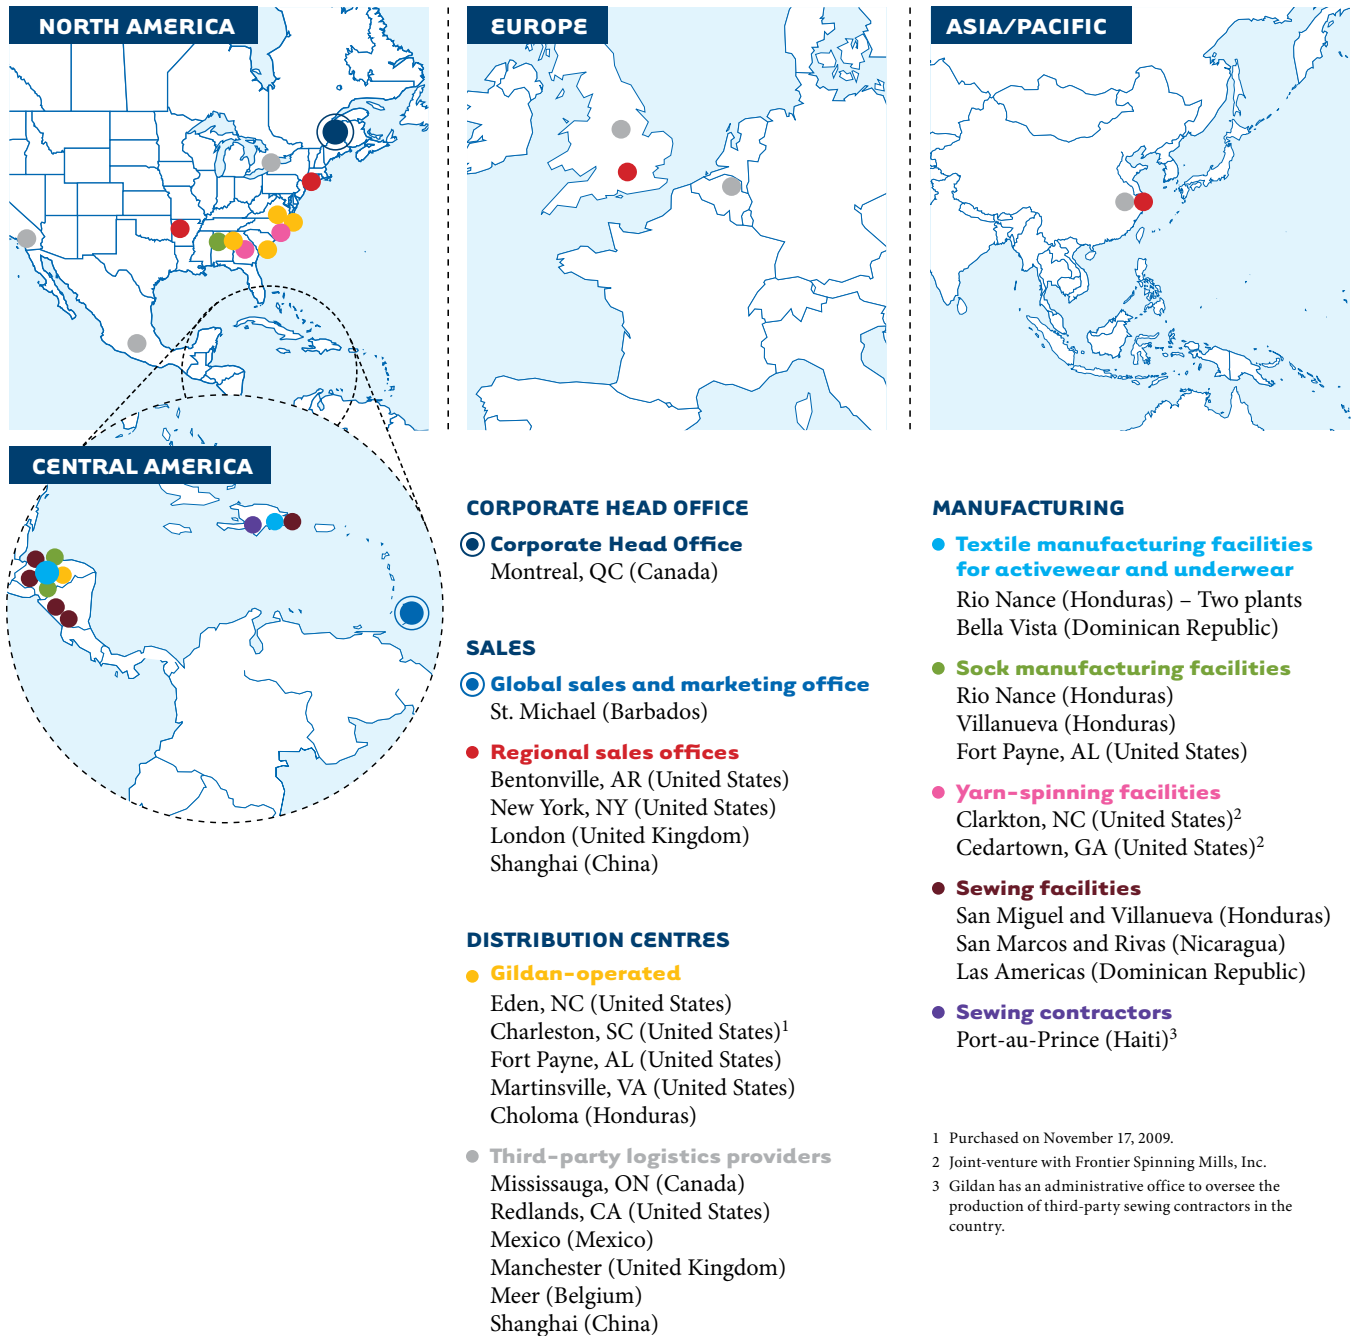 NORTH AMERICA
EUROPE
ASIA/PACIFIC
CENTRAL AMERICA
CORPORATE HEAD OFFICE
Corporate Head Office
Montreal, QC (Canada)
SALES
Global sales and marketing office
St. Michael (Barbados)
Regional sales offices
Bentonville, AR (United States)
New York, NY (United States)
London (United Kingdom)
Shanghai (China)
DISTRIBUTION CENTRES
Gildan-operated
Eden, NC (United States)
Charleston, SC (United States)1
Fort Payne, AL (United States)
Martinsville, VA (United States)
Choloma (Honduras)
Third-party logistics providers
Mississauga, ON (Canada)
Redlands, CA (United States)
Mexico (Mexico)
Manchester (United Kingdom)
Meer (Belgium)
Shanghai (China)
MANUFACTURING
Textile manufacturing facilities
for activewear and underwear
Rio Nance (Honduras) – Two plants
Bella Vista (Dominican Republic)
Sock manufacturing facilities
Rio Nance (Honduras)
Villanueva (Honduras)
Fort Payne, AL (United States)
Yarn-spinning facilities
Clarkton, NC (United States)2
Cedartown, GA (United States)2
Sewing facilities
San Miguel and Villanueva (Honduras)
San Marcos and Rivas (Nicaragua)
Las Americas (Dominican Republic)
Sewing contractors
Port-au-Prince (Haiti)3
1 Purchased on November 17, 2009.
2 Joint-venture with Frontier Spinning Mills, Inc.
3 Gildan has an administrative office to oversee the
production of third-party sewing contractors in the
country.